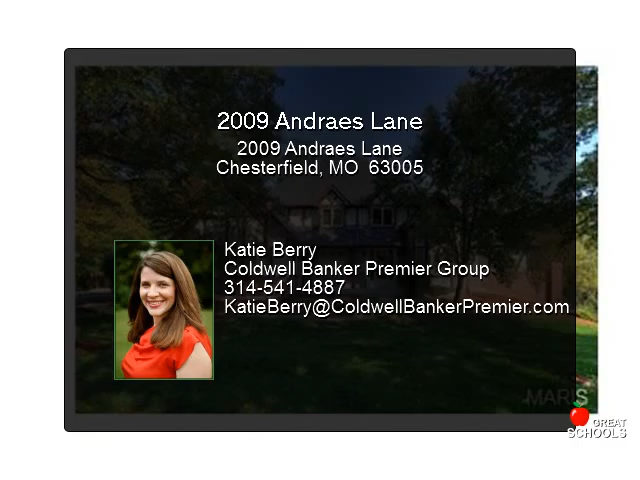 2009 Andraes Lane
2009 Andraes Lane
Chesterfield, MO  63005
Katie Berry
Coldwell Banker Premier Group
314-541-4887
KatieBerry@ColdwellBankerPremier.com
MARIS
GREAT
SCHOOLS